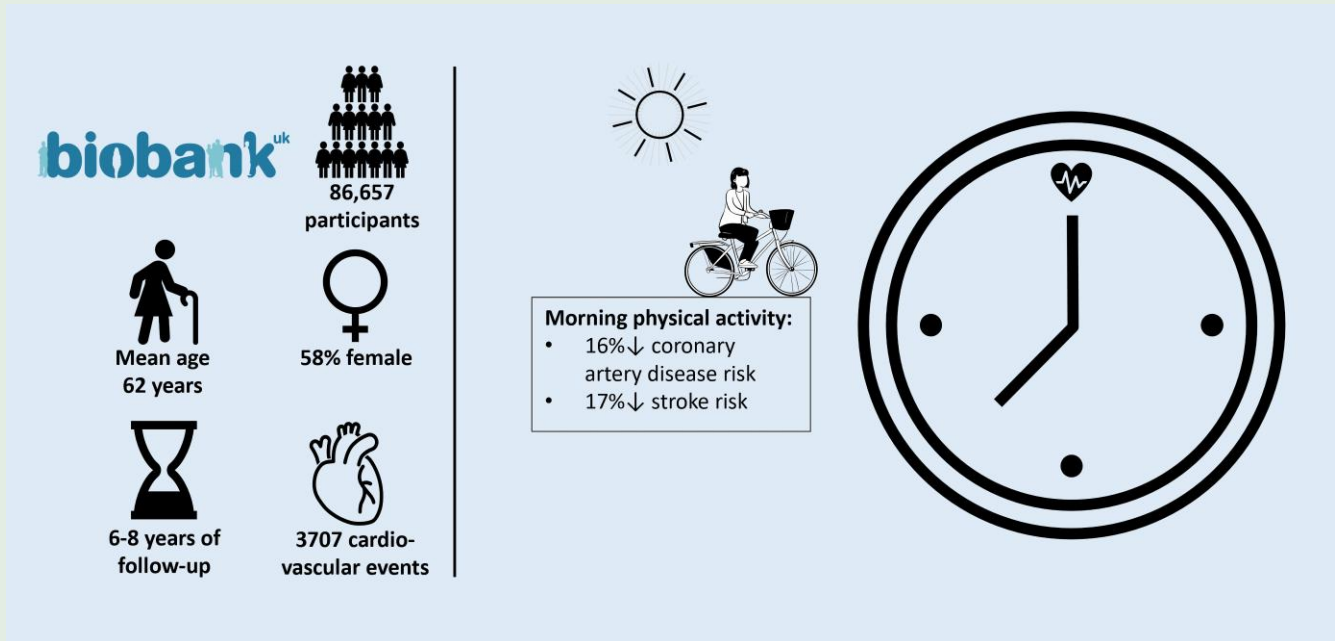 biobank uk
86,657
participants
Mean age
62 years
58% female
6-8 years of
follow-up
3707 cardio-
vascular events
Morning physical activity:
• 16%↓ coronary
artery disease risk
• 17%↓ stroke risk